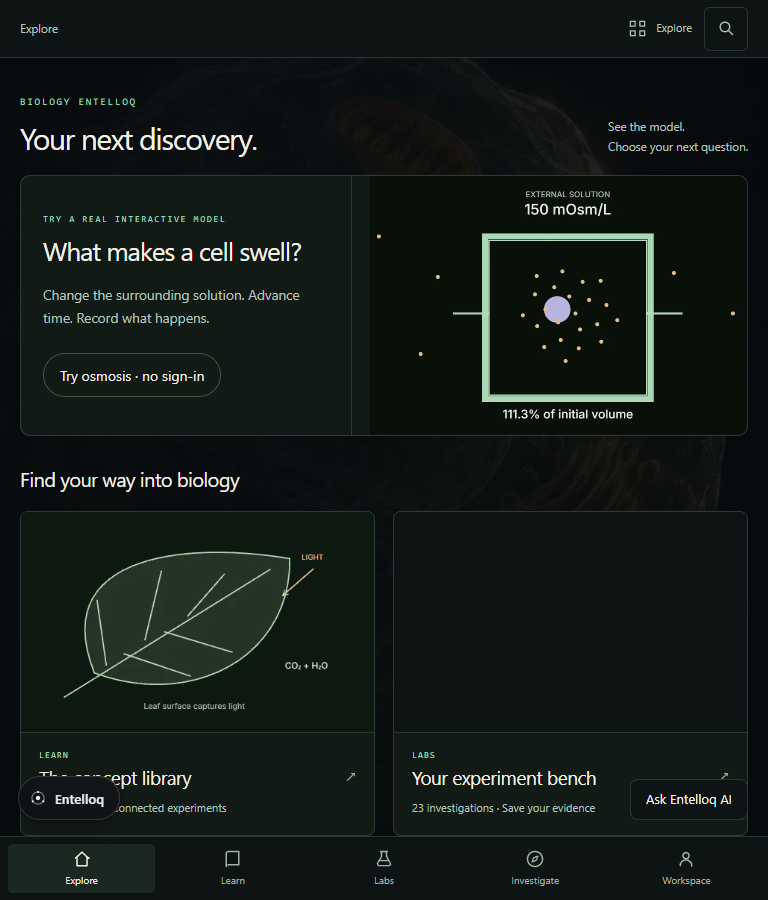 Explore
Explore
BIOLOGY ENTELLOQ
Your next discovery.
See the model.
Choose your next question.
TRY A REAL INTERACTIVE MODEL
What makes a cell swell?
Change the surrounding solution. Advance
time. Record what happens.
Try osmosis · no sign-in
EXTERNAL SOLUTION
150 mOsm/L
111.3% of initial volume
Find your way into biology
LIGHT
CO₂ + H₂O
Leaf surface captures light
LEARN
The concept library
connected experiments
LABS
Your experiment bench
23 investigations · Save your evidence
Entelloq
Ask Entelloq AI
Explore
Learn
Labs
Investigate
Workspace